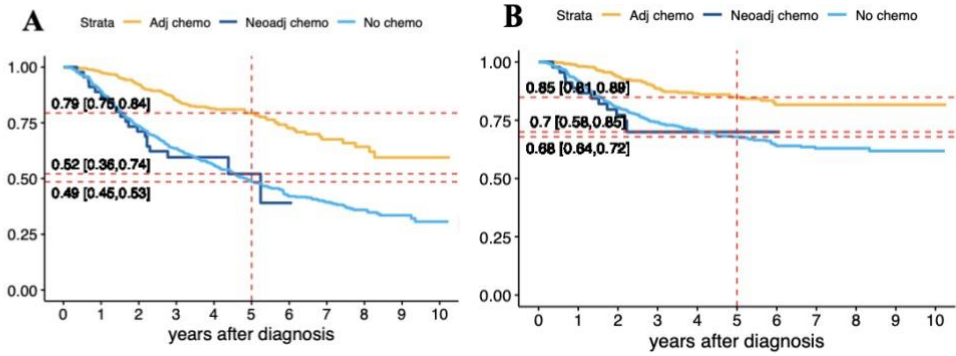 A
Strata Adj chemo Neoadj chemo No chemo
1.00
0.75
0.50
0.25
0.00
0.79 [0.75,0.84]
0.52 [0.36,0.74]
0.49 [0.45,0.53]
0 1 2 3 4 5 6 7 8 9 10
years after diagnosis
B
Strata Adj chemo Neoadj chemo No chemo
1.00
0.75
0.50
0.25
0.00
0.85 [0.81,0.89]
0.7 [0.58,0.85]
0.68 [0.64,0.72]
0 1 2 3 4 5 6 7 8 9 10
years after diagnosis